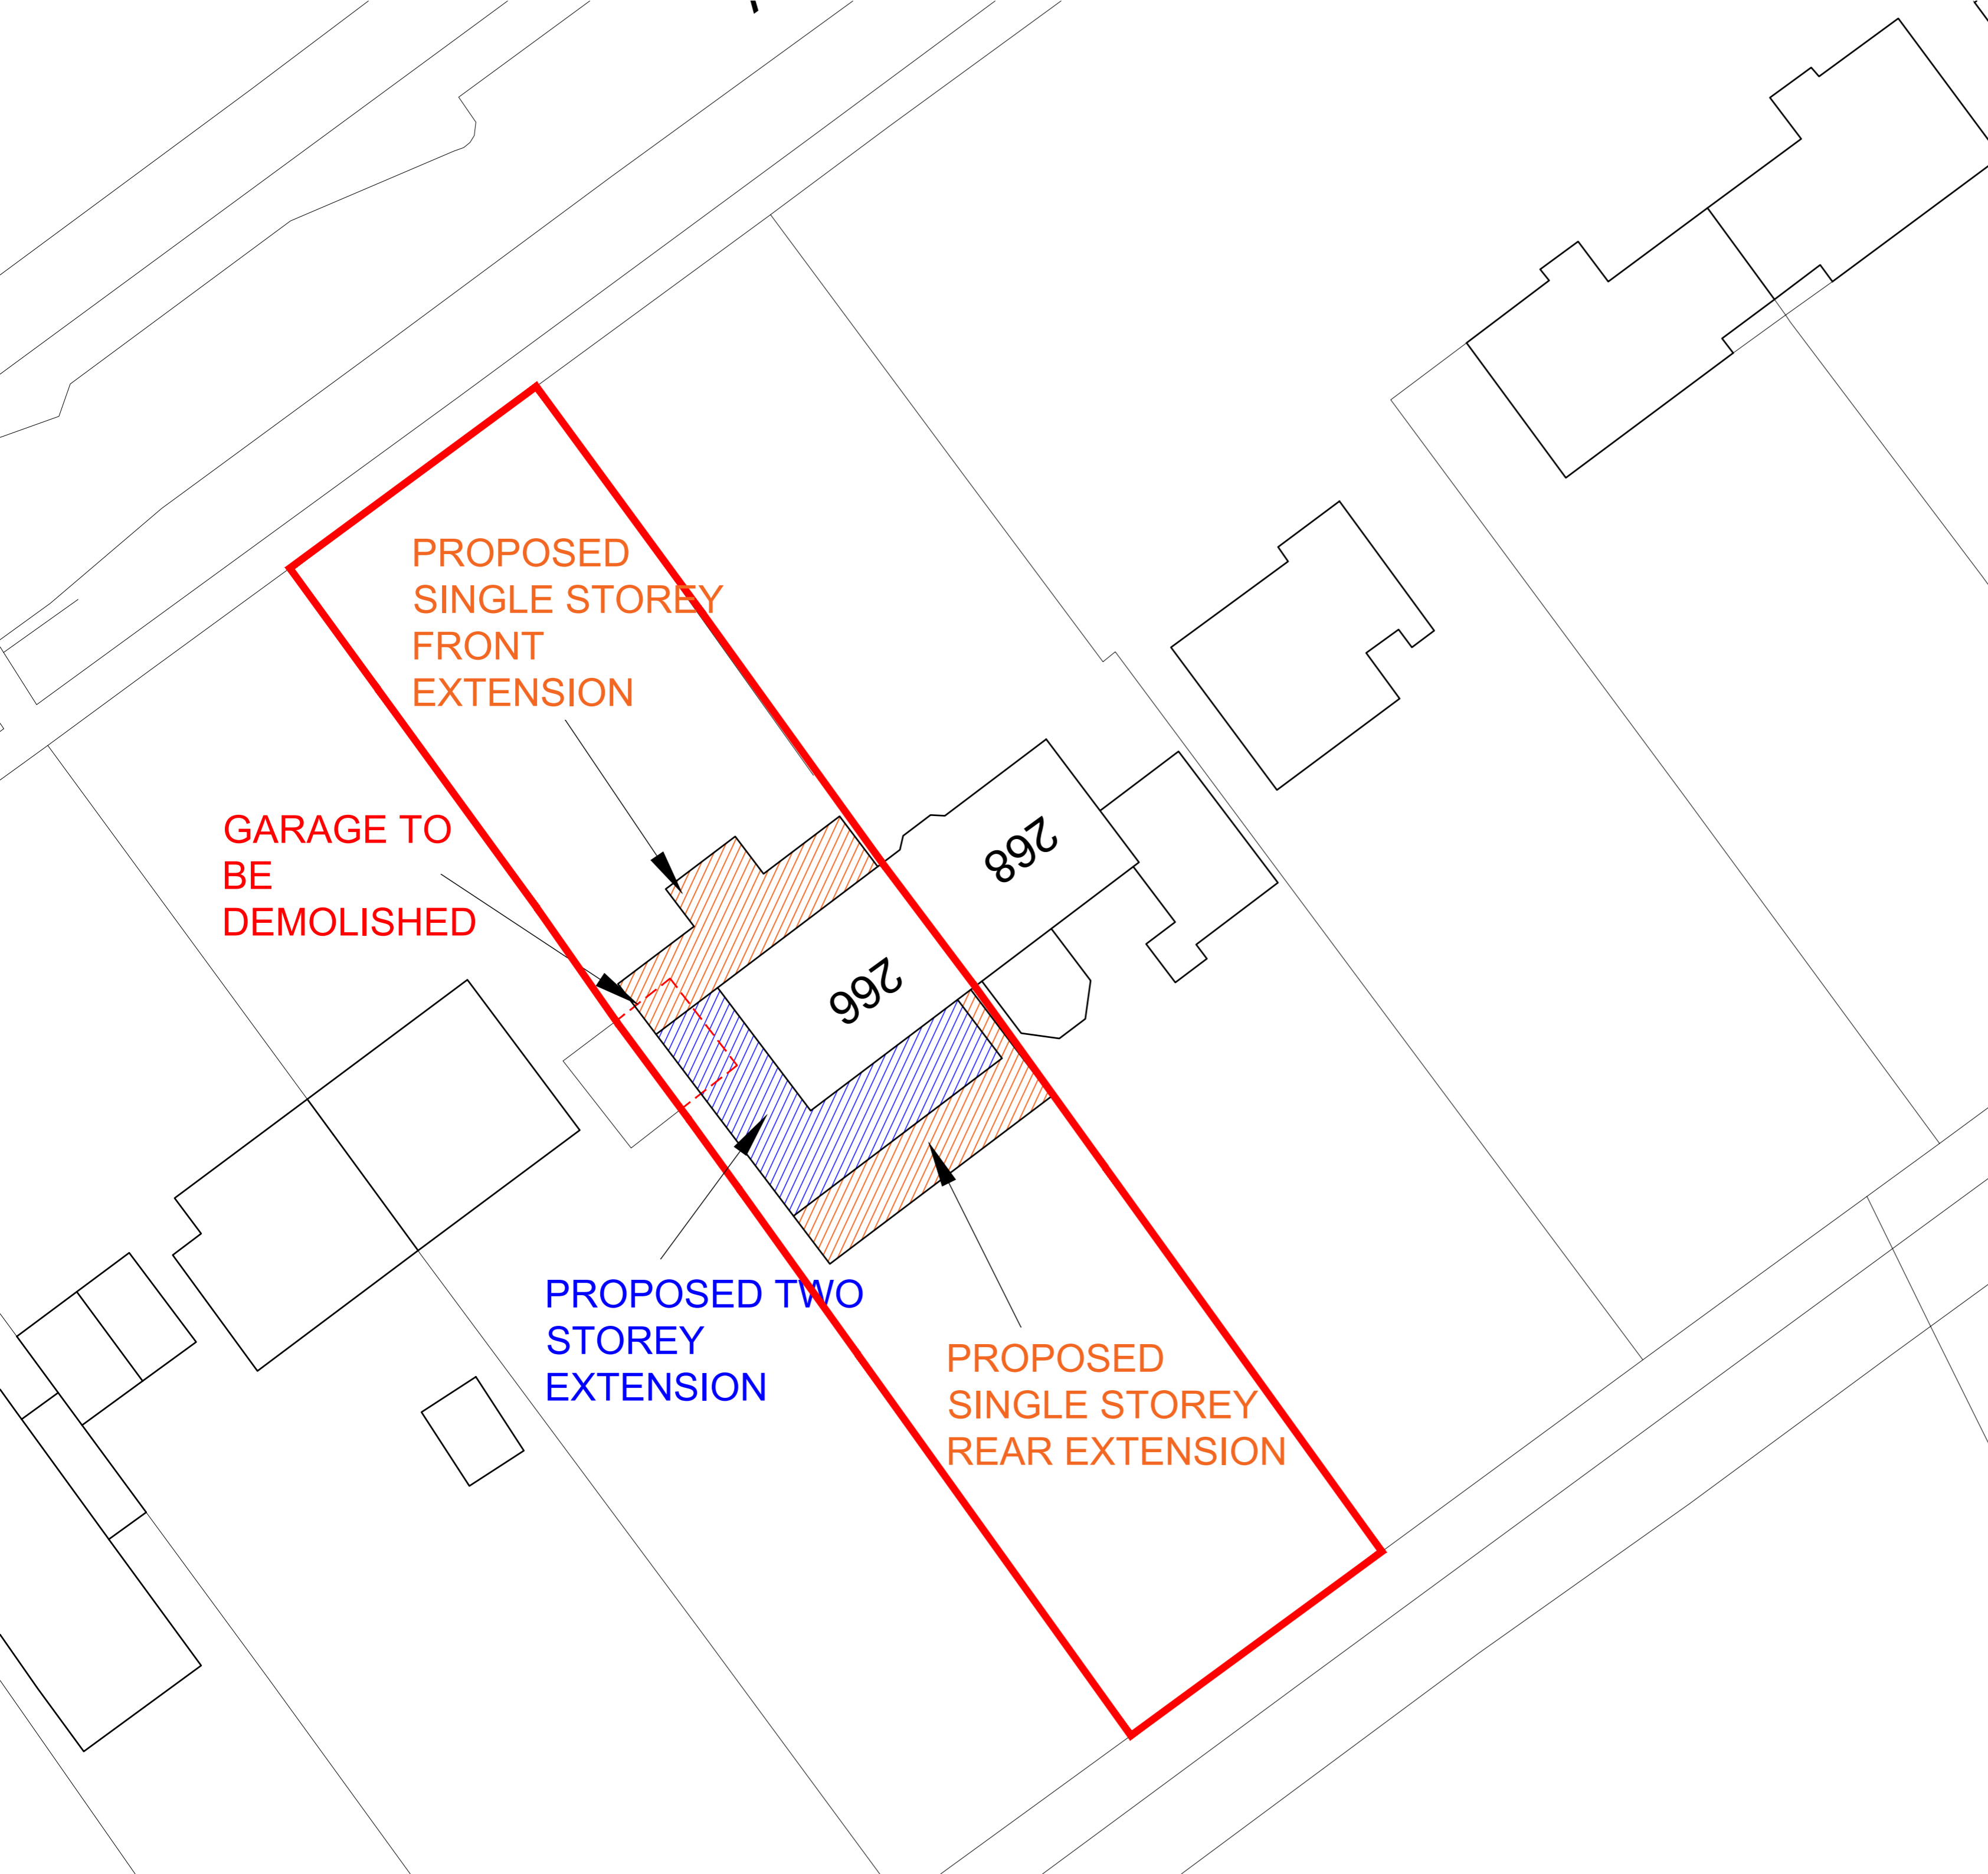 PROPOSED
SINGLE STOREY
FRONT
EXTENSION
GARAGE TO
BE
DEMOLISHED
268
266
PROPOSED TWO
STOREY
EXTENSION
PROPOSED
SINGLE STOREY
REAR EXTENSION